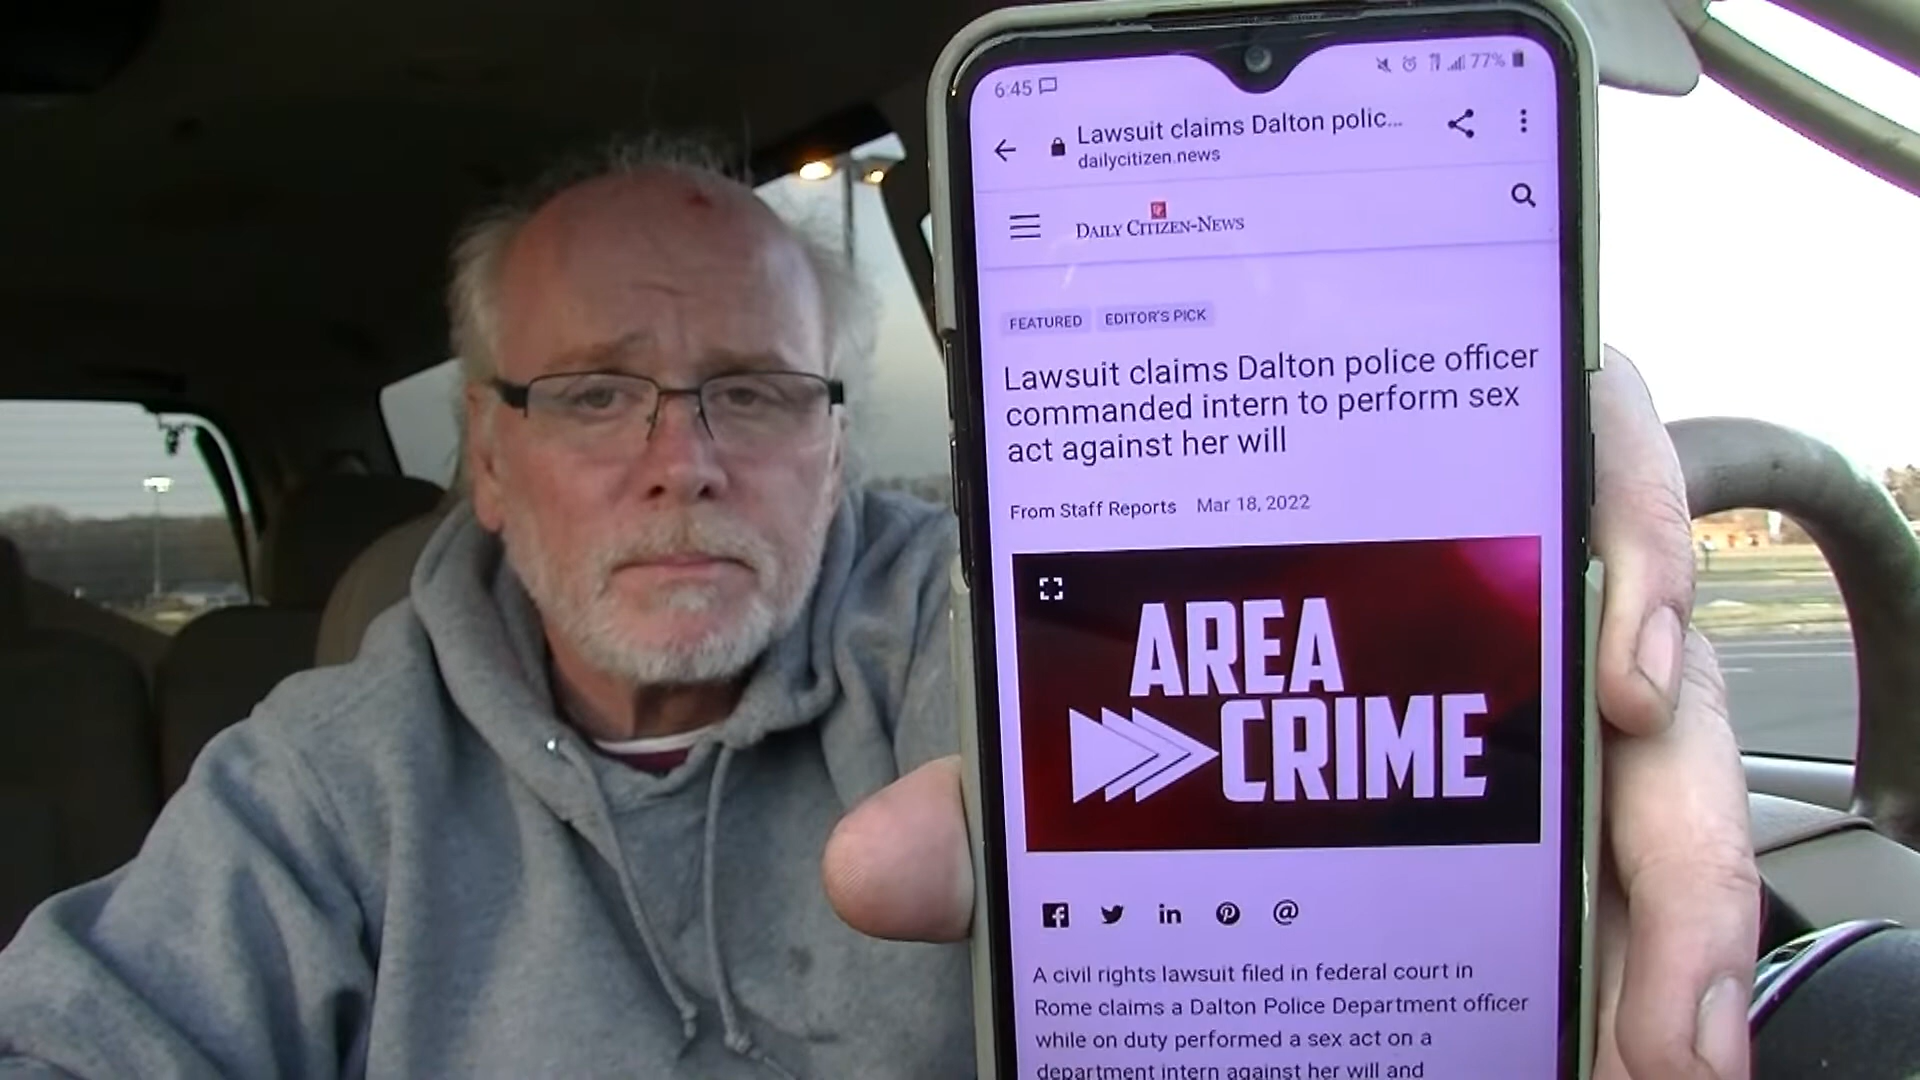 6:45
77%
Lawsuit claims Dalton polic...
dailycitizen.news
DAILY CITIZEN-NEWS
FEATURED
EDITOR'S PICK
Lawsuit claims Dalton police officer
commanded intern to perform sex
act against her will
From Staff Reports Mar 18, 2022
AREA
CRIME
A civil rights lawsuit filed in federal court in
Rome claims a Dalton Police Department officer
while on duty performed a sex act on a
department intern against her will and